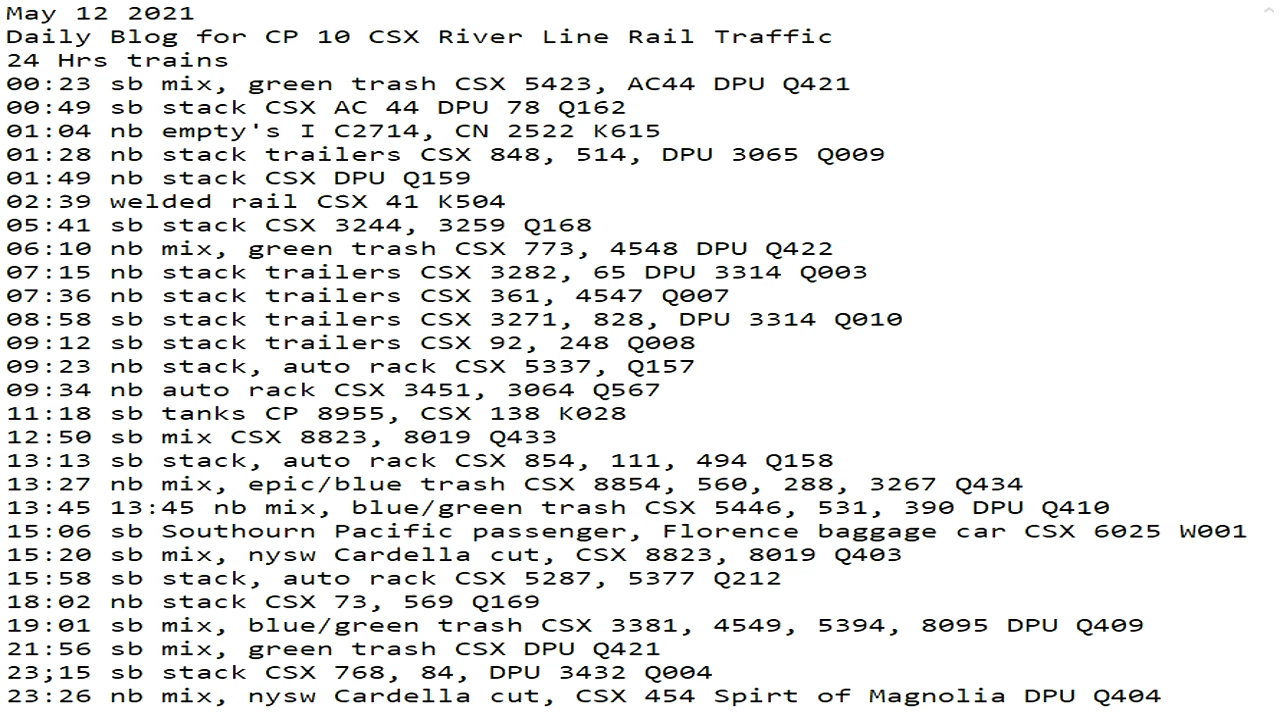 May 12 2021
Daily Blog for CP 10 CSX River Line Rail Traffic
24 Hrs trains
00:23 sb mix, green trash CSX 5423, AC44 DPU Q421
00:49 sb stack CSX AC 44 DPU 78 Q162
01:04 nb empty's I C2714, CN 2522 K615
01:28 nb stack trailers CSX 848, 514, DPU 3065 Q009
01:49 nb stack CSX DPU Q159
02:39 welded rail CSX 41 K504
05:41 sb stack CSX 3244, 3259 Q168
06:10 nb mix, green trash CSX 773, 4548 DPU Q422
07:15 nb stack trailers CSX 3282, 65 DPU 3314 Q003
07:36 nb stack trailers CSX 361, 4547 Q007
08:58 sb stack trailers CSX 3271, 828, DPU 3314 Q010
09:12 sb stack trailers CSX 92, 248 Q008
09:23 nb stack, auto rack CSX 5337, Q157
09:34 nb auto rack CSX 3451, 3064 Q567
11:18 sb tanks CP 8955, CSX 138 K028
12:50 sb mix CSX 8823, 8019 Q433
13:13 sb stack, auto rack CSX 854, 111, 494 Q158
13:27 nb mix, epic/blue trash CSX 8854, 560, 288, 3267 Q434
13:45 13:45 nb mix, blue/green trash CSX 5446, 531, 390 DPU Q410
15:06 sb Southourn Pacific passenger, Florence baggage car CSX 6025 W001
15:20 sb mix, nysw Cardella cut, CSX 8823, 8019 Q403
15:58 sb stack, auto rack CSX 5287, 5377 Q212
18:02 nb stack CSX 73, 569 Q169
19:01 sb mix, blue/green trash CSX 3381, 4549, 5394, 8095 DPU Q409
21:56 sb mix, green trash CSX DPU Q421
23;15 sb stack CSX 768, 84, DPU 3432 Q004
23:26 nb mix, nysw Cardella cut, CSX 454 Spirt of Magnolia DPU Q404